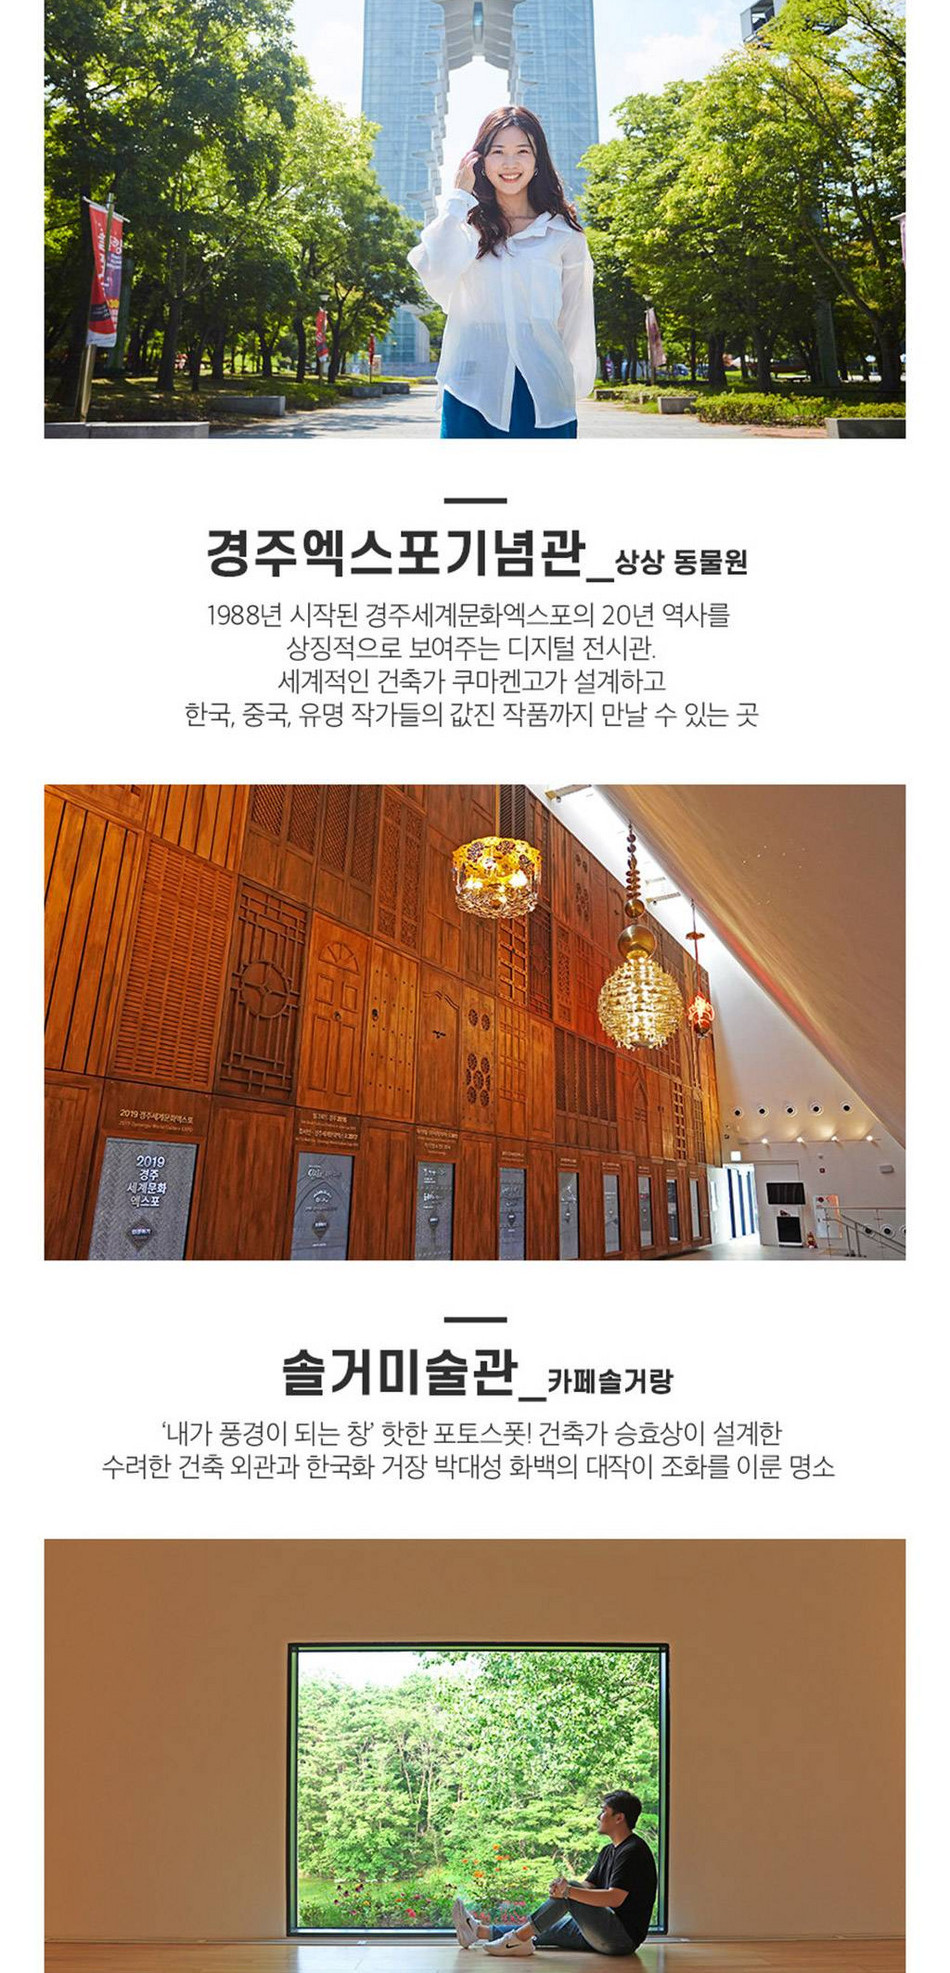 경주엑스포기념관_상상 동물원
1988년 시작된 경주세계문화엑스포의 20년 역사를
상징적으로 보여주는 디지털 전시관.
세계적인 건축가 쿠마켄고가 설계하고
한국, 중국, 유명 작가들의 값진 작품까지 만날 수 있는 곳
2019 경주세계문화엑스포
2019
경주
세계문화
엑스포
솔거미술관_카페솔거랑
‘내가 풍경이 되는 창’ 핫한 포토스폿! 건축가 승효상이 설계한
수려한 건축 외관과 한국화 거장 박대성 화백의 대작이 조화를 이룬 명소